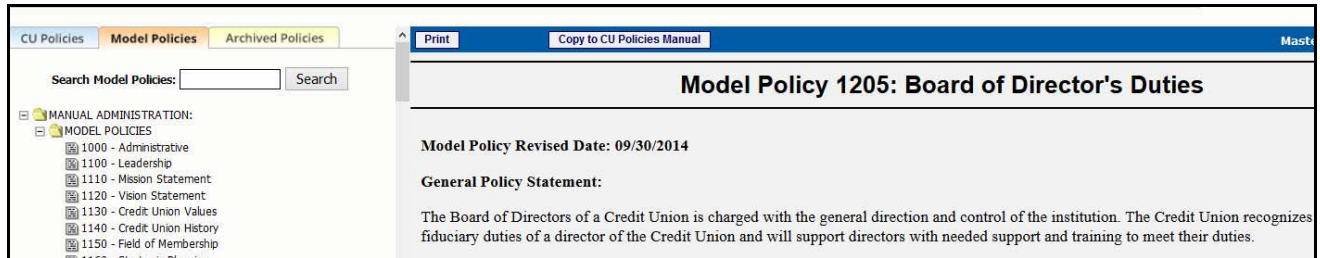 CU Policies Model Policies Archived Policies
Search Model Policies: Search
MANUAL ADMINISTRATION:
MODEL POLICIES
1000 - Administrative
1100 - Leadership
1110 - Mission Statement
1120 - Vision Statement
1130 - Credit Union Values
1140 - Credit Union History
1150 - Field of Membership
Print Copy to CU Policies Manual
Model Policy 1205: Board of Director's Duties
Model Policy Revised Date: 09/30/2014
General Policy Statement:
The Board of Directors of a Credit Union is charged with the general direction and control of the institution. The Credit Union recognizes
fiduciary duties of a director of the Credit Union and will support directors with needed support and training to meet their duties.